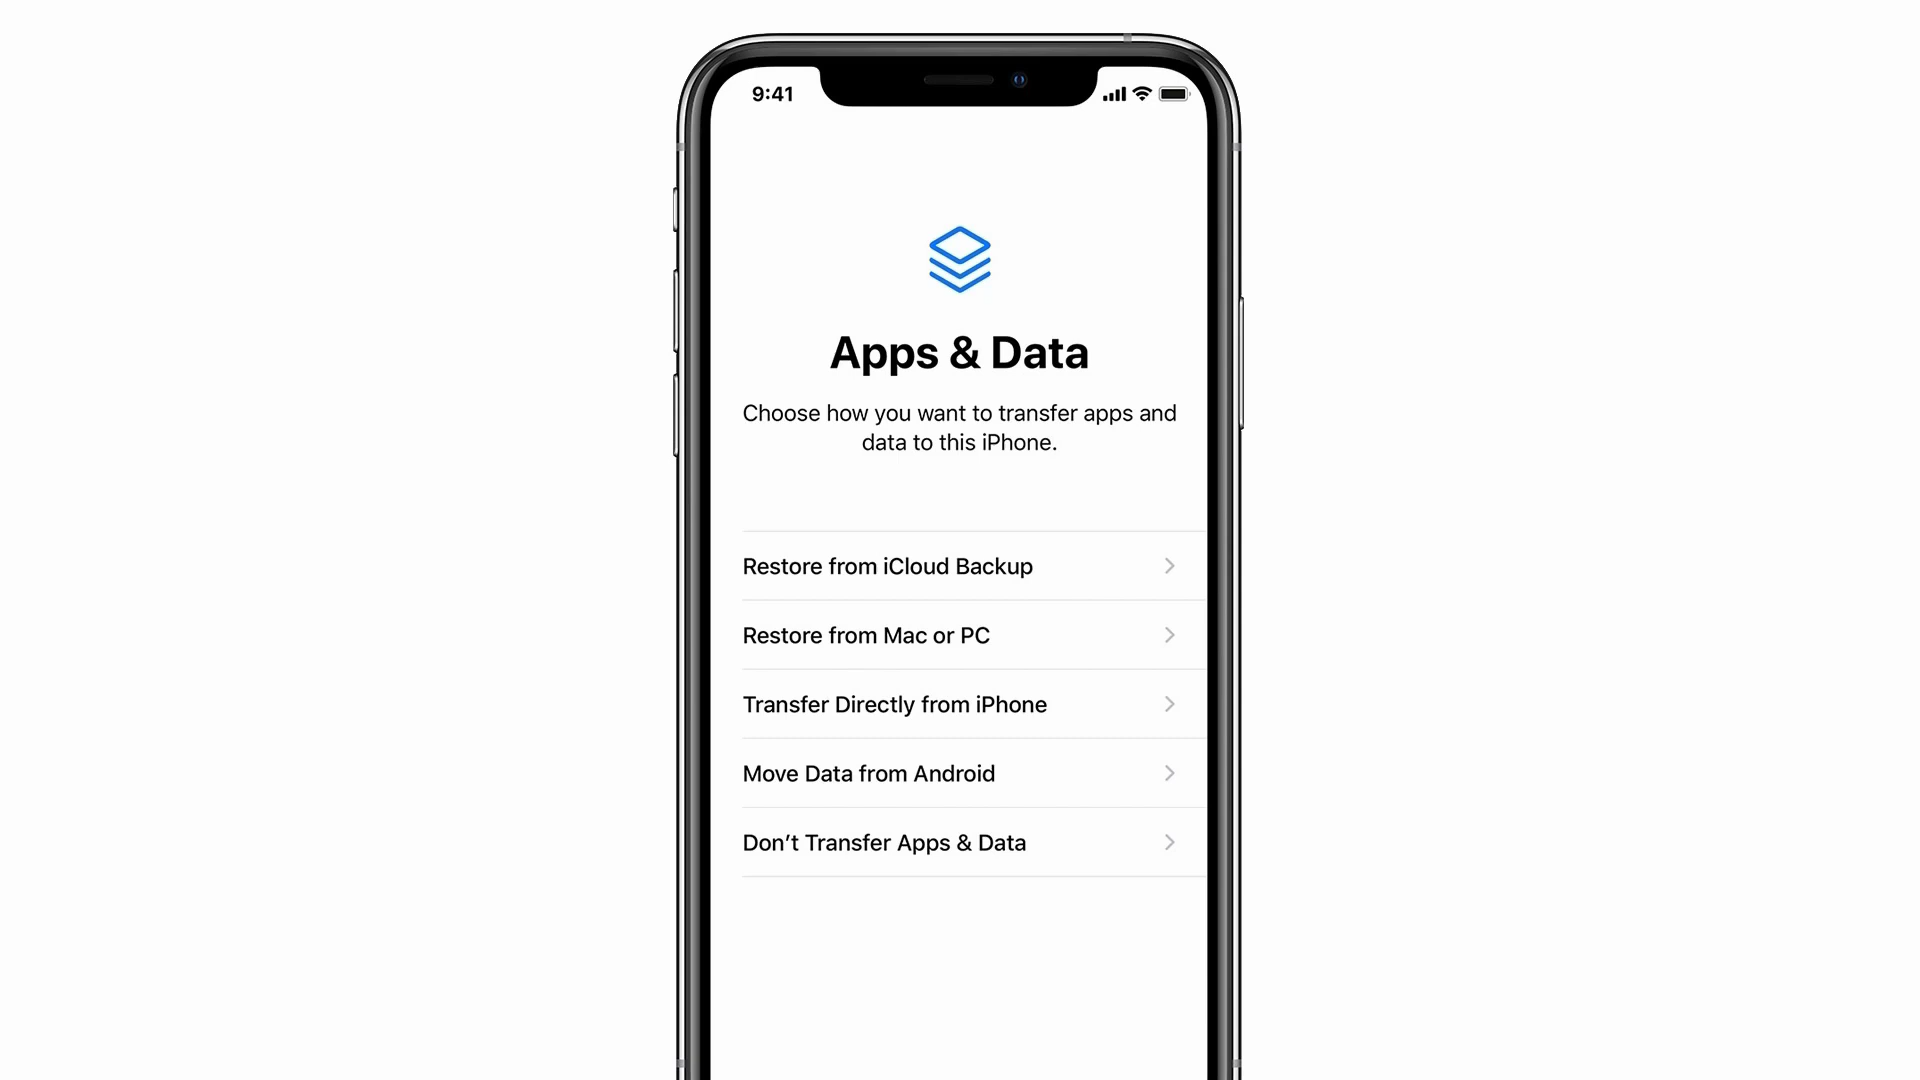 9:41
Apps & Data
Choose how you want to transfer apps and
data to this iPhone.
Restore from iCloud Backup
Restore from Mac or PC
Transfer Directly from iPhone
Move Data from Android
Don’t Transfer Apps & Data